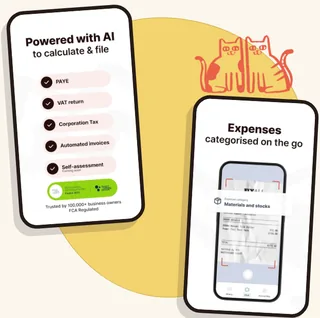 Powered with AI
to calculate & file
PAYE
VAT return
Corporation Tax
Automated invoices
Self-assessment
Trusted by 100,000+ business owners
FCA Regulated
Expenses
categorised on the go
Materials and stocks